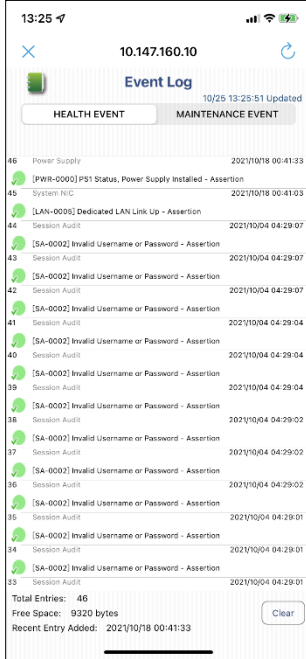 13:25
10.147.160.10
Event Log
10/25 13:25:51 Updated
HEALTH EVENT MAINTENANCE EVENT
46 Power Supply 2021/10/18 00:41:33
[PWR-0000] PS1 Status, Power Supply Installed - Assertion
45 System NIC 2021/10/18 00:41:03
[LAN-0006] Dedicated LAN Link Up - Assertion
44 Session Audit 2021/10/04 04:29:07
[SA-0002] Invalid Username or Password - Assertion
43 Session Audit 2021/10/04 04:29:07
[SA-0002] Invalid Username or Password - Assertion
42 Session Audit 2021/10/04 04:29:07
[SA-0002] Invalid Username or Password - Assertion
41 Session Audit 2021/10/04 04:29:04
[SA-0002] Invalid Username or Password - Assertion
40 Session Audit 2021/10/04 04:29:04
[SA-0002] Invalid Username or Password - Assertion
39 Session Audit 2021/10/04 04:29:04
[SA-0002] Invalid Username or Password - Assertion
38 Session Audit 2021/10/04 04:29:02
[SA-0002] Invalid Username or Password - Assertion
37 Session Audit 2021/10/04 04:29:02
[SA-0002] Invalid Username or Password - Assertion
36 Session Audit 2021/10/04 04:29:02
[SA-0002] Invalid Username or Password - Assertion
35 Session Audit 2021/10/04 04:29:01
[SA-0002] Invalid Username or Password - Assertion
34 Session Audit 2021/10/04 04:29:01
[SA-0002] Invalid Username or Password - Assertion
33 Session Audit 2021/10/04 04:29:01
Total Entries: 46
Free Space: 9320 bytes
Clear
Recent Entry Added: 2021/10/18 00:41:33